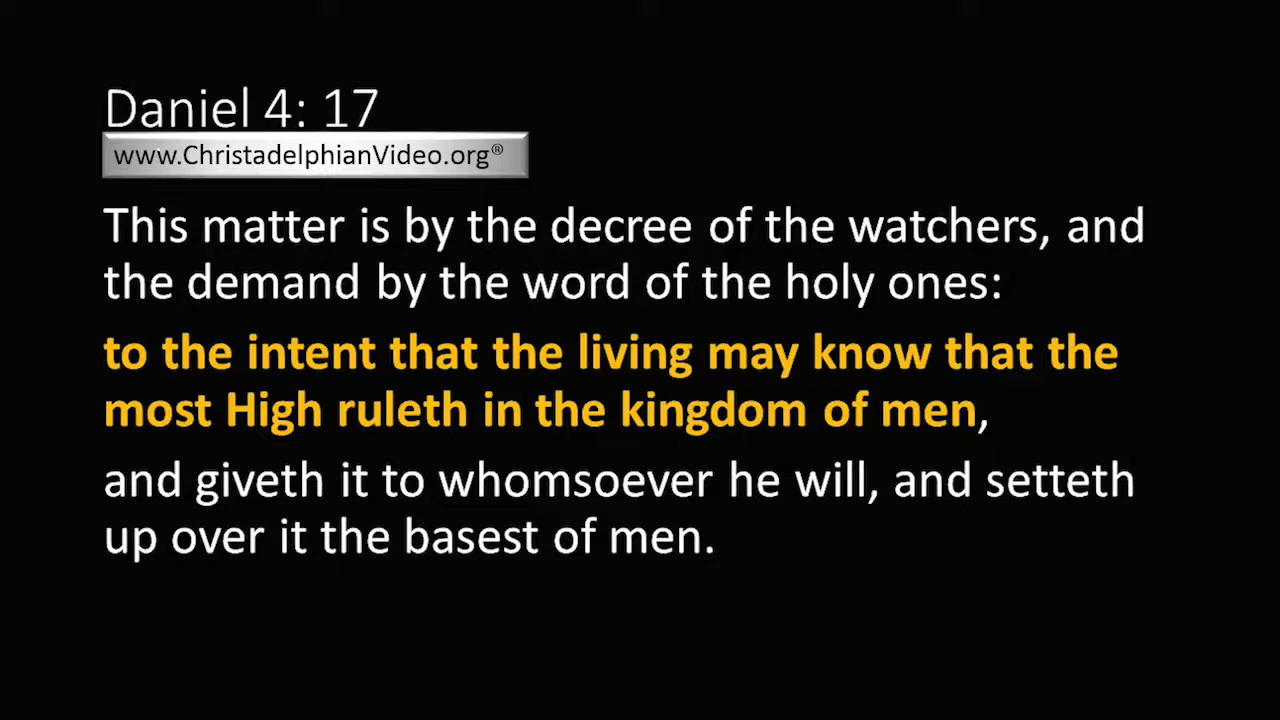 Daniel 4: 17
www.ChristadelphianVideo.org®
This matter is by the decree of the watchers, and
the demand by the word of the holy ones:
to the intent that the living may know that the
most High ruleth in the kingdom of men,
and giveth it to whomsoever he will, and setteth
up over it the basest of men.